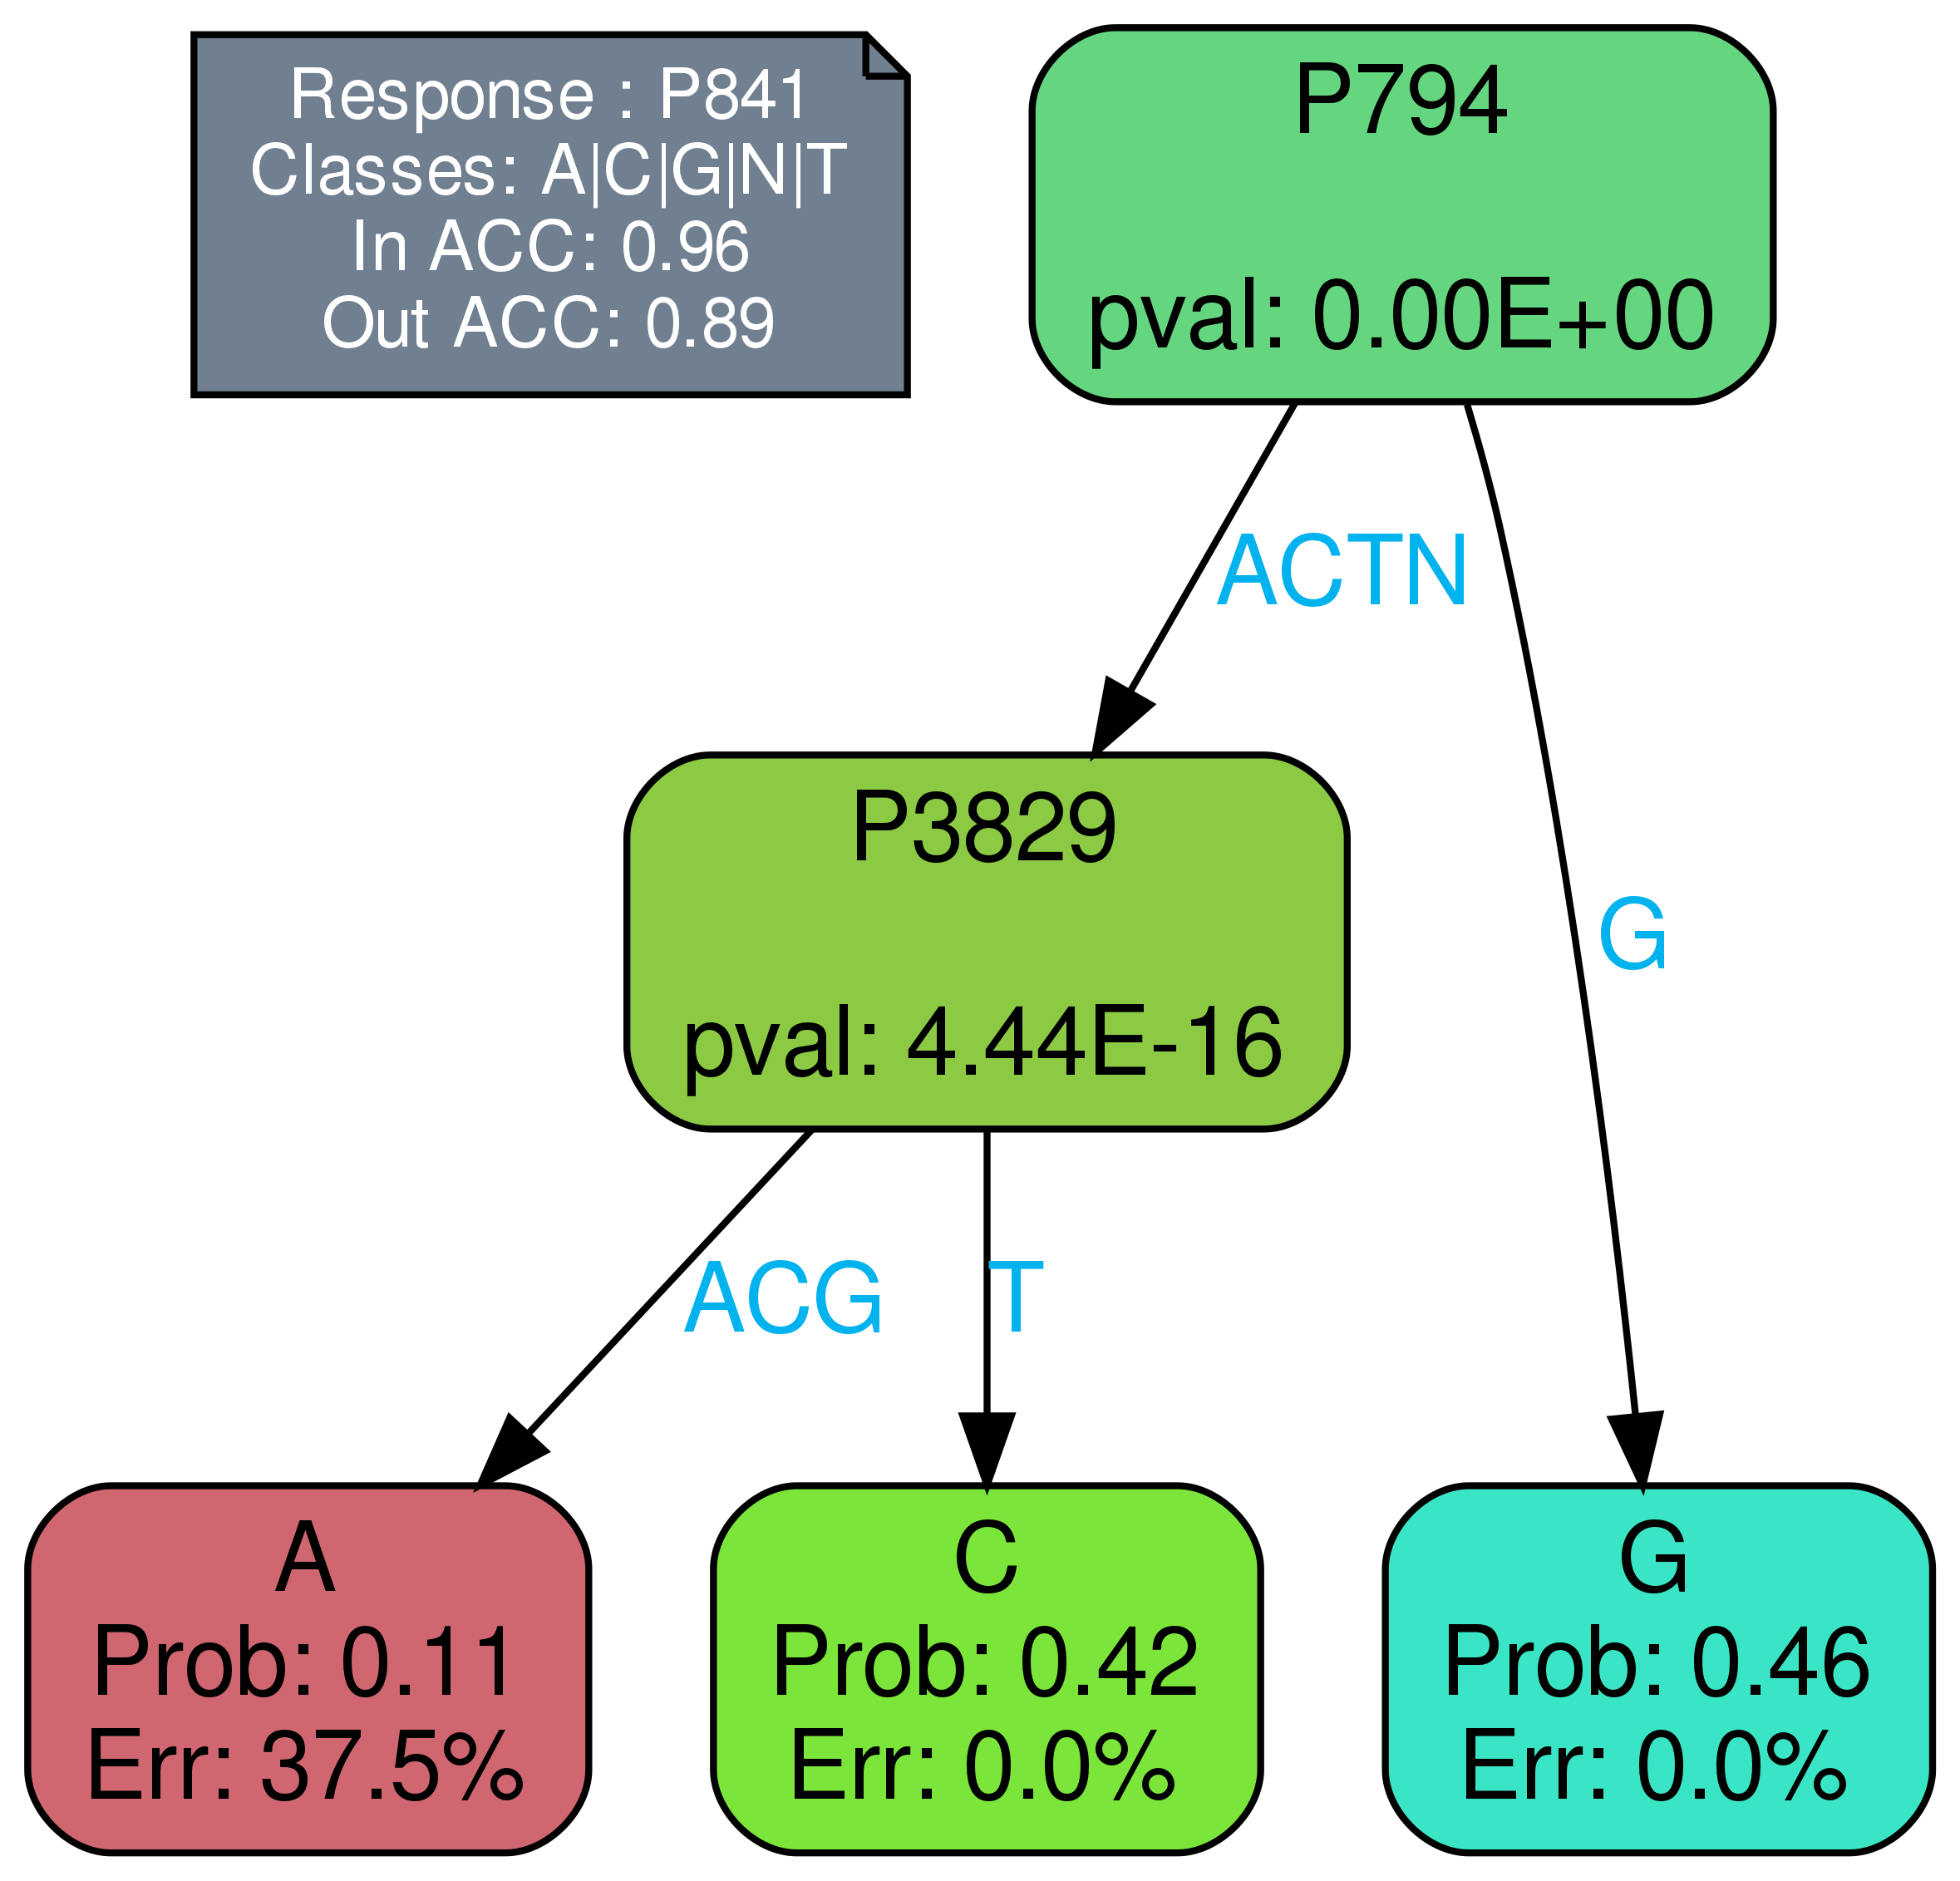 Response : P841
Classes: A|C|G|N|T
In ACC: 0.96
Out ACC: 0.89
P794
pval: 0.00E+00
ACTN
G
P3829
pval: 4.44E-16
ACG
T
A
Prob: 0.11
Err: 37.5%
C
Prob: 0.42
Err: 0.0%
G
Prob: 0.46
Err: 0.0%